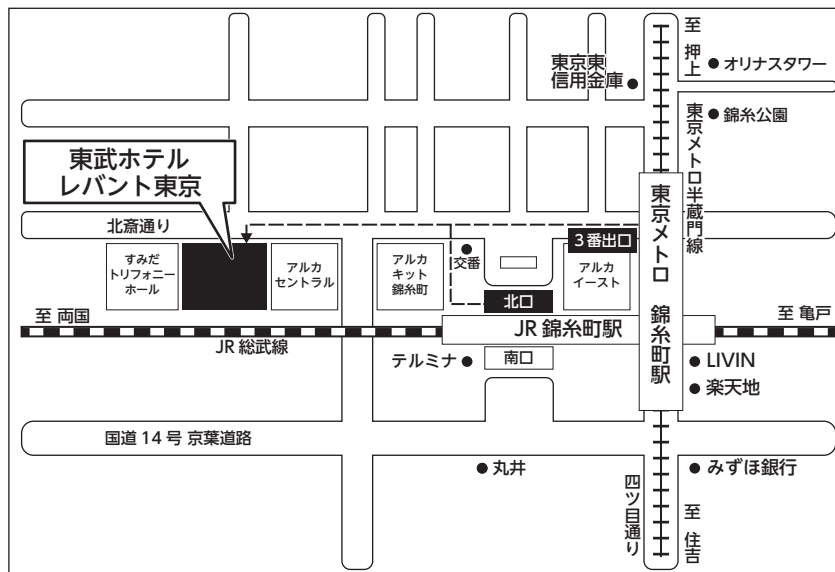 至 押上
オリナスタワー
東京東
信用金庫
錦糸公園
東京メトロ半蔵門線
東武ホテル
レバント東京
北斎通り
3番出口
すみだ
トリフォニー
ホール
アルカ
セントラル
アルカ
キット
錦糸町
交番
アルカ
イースト
東京メトロ 錦糸町駅
北口
至 両国
至 亀戸
JR 錦糸町駅
JR 総武線
テルミナ
南口
LIVIN
楽天地
国道 14 号 京葉道路
丸井
みずほ銀行
四ツ目通り
至 住吉